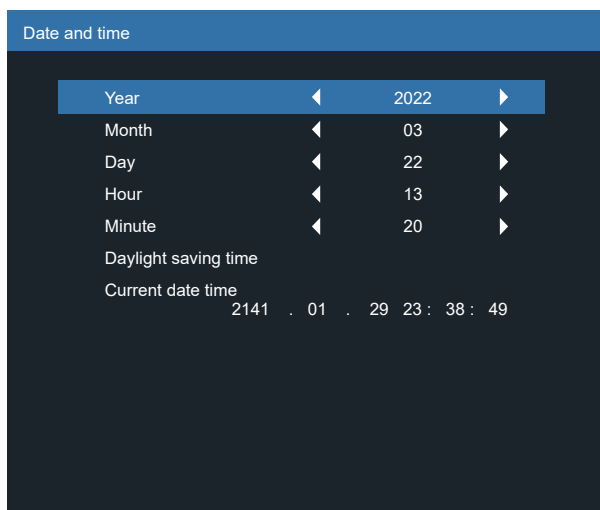 Date and time
Year 2022
Month 03
Day 22
Hour 13
Minute 20
Daylight saving time
Current date time
2141 . 01 . 29 23 : 38 : 49